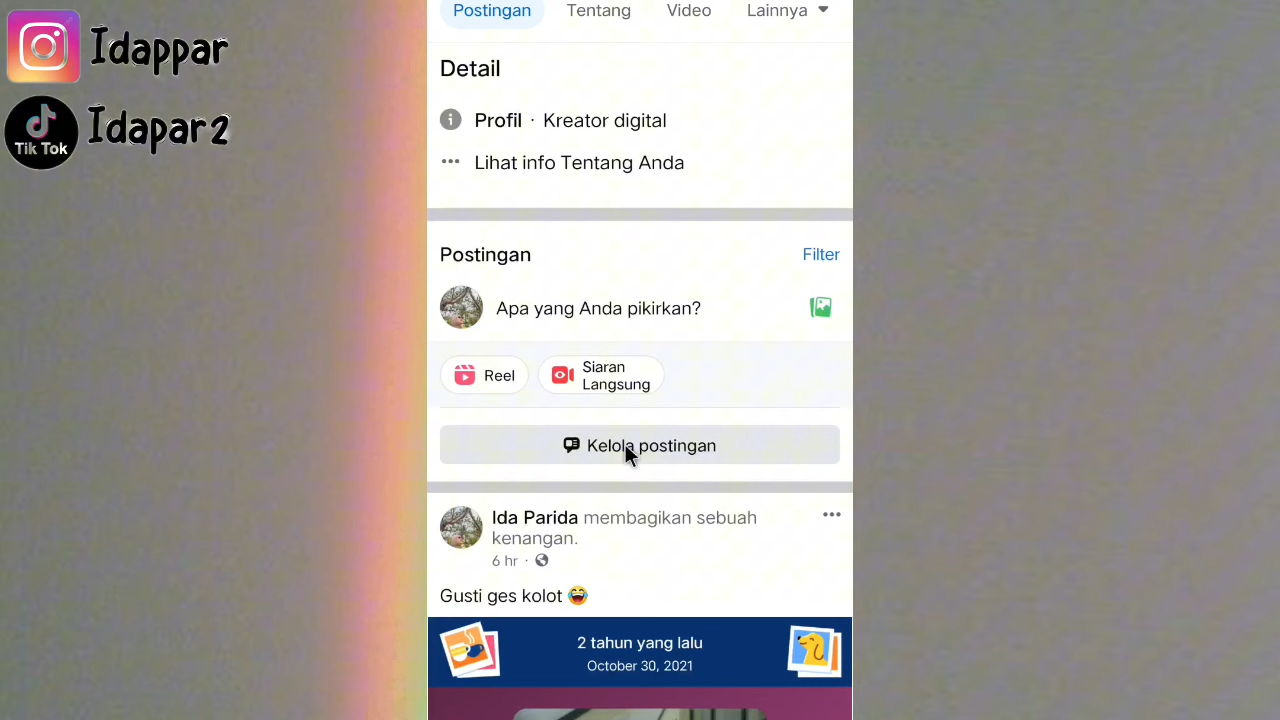 Idappar
Tik Tok
Idapar2
Postingan
Tentang
Video
Lainnya
Detail
Profil · Kreator digital
Lihat info Tentang Anda
Postingan
Filter
Apa yang Anda pikirkan?
Reel
Siaran
Langsung
Kelola postingan
Ida Parida membagikan sebuah
kenangan.
6 hr ·
Gusti ges kolot 😂
2 tahun yang lalu
October 30, 2021